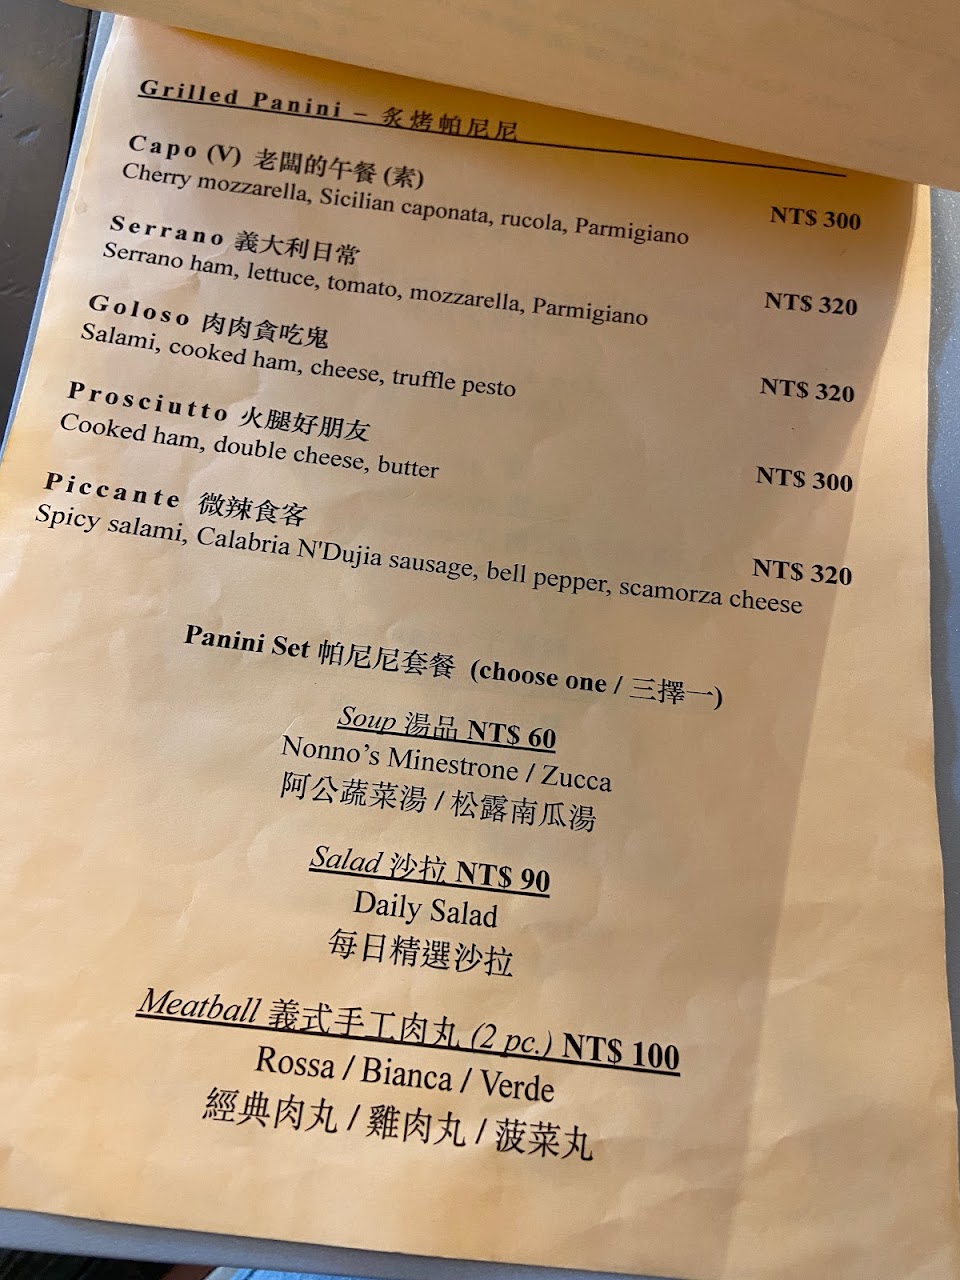 Grilled Panini – 炙烤帕尼尼
Capo (V) 老闆的午餐 (素)
Cherry mozzarella, Sicilian caponata, rucola, Parmigiano
NT$ 300
Serrano 義大利日常
Serrano ham, lettuce, tomato, mozzarella, Parmigiano
NT$ 320
Goloso 肉肉貪吃鬼
Salami, cooked ham, cheese, truffle pesto
NT$ 320
Prosciutto 火腿好朋友
Cooked ham, double cheese, butter
NT$ 300
Piccante 微辣食客
Spicy salami, Calabria N'Dujia sausage, bell pepper, scamorza cheese
NT$ 320
Panini Set 帕尼尼套餐 (choose one / 三擇一)
Soup 湯品 NT$ 60
Nonno’s Minestrone / Zucca
阿公蔬菜湯 / 松露南瓜湯
Salad 沙拉 NT$ 90
Daily Salad
每日精選沙拉
Meatball 義式手工肉丸 (2 pc.) NT$ 100
Rossa / Bianca / Verde
經典肉丸 / 雞肉丸 / 菠菜丸